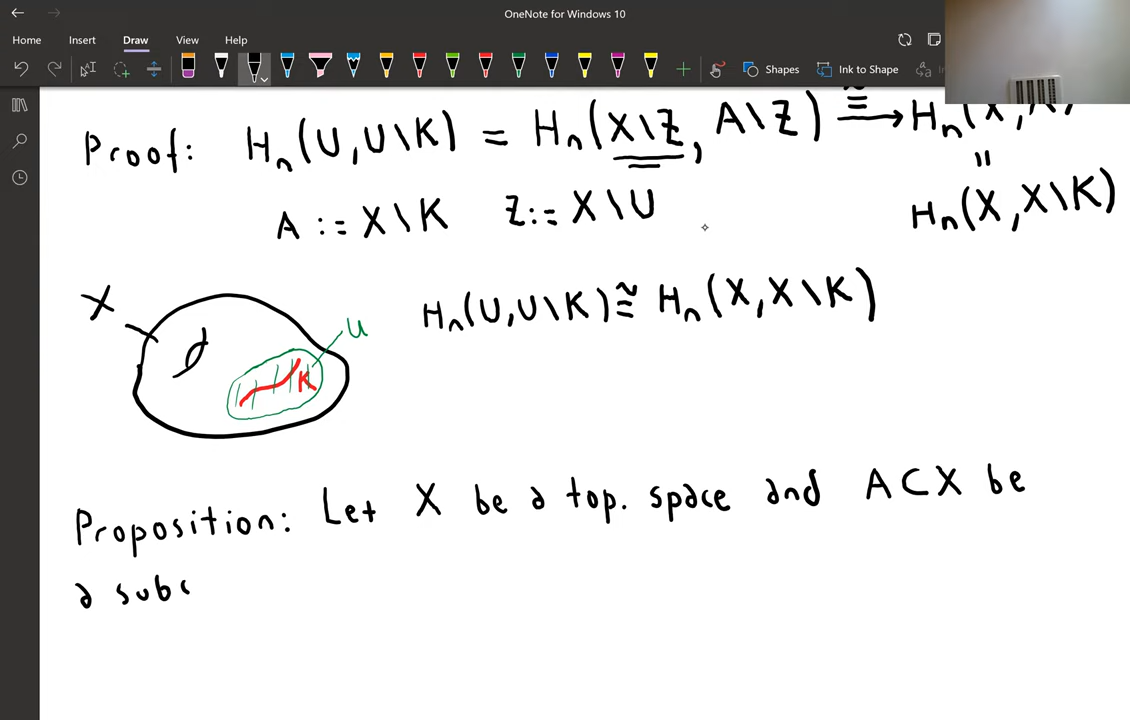 OneNote for Windows 10
Home Insert Draw View Help
Shapes Ink to Shape
Proof: Hn(U, U\K) = Hn(X\Z, A\Z) ≅→ Hn(X,
=
A := X\K Z := X\U Hn(X, X\K)
X U Hn(U, U\K) ≅ Hn(X, X\K)
K
Proposition: Let X be a top. space and A ⊂ X be
a subs